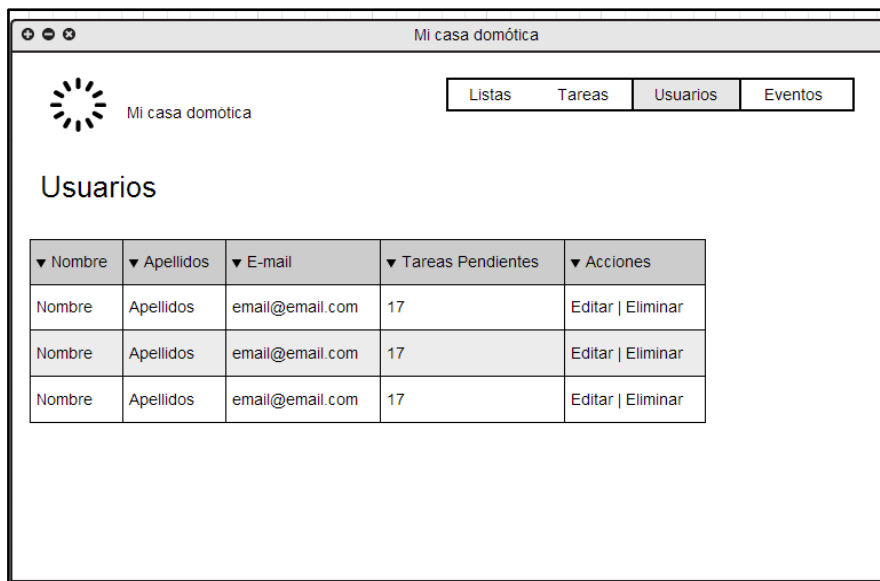 Mi casa domótica
Mi casa domótica
Listas Tareas Usuarios Eventos
Usuarios
Nombre Apellidos E-mail Tareas Pendientes Acciones
Nombre Apellidos email@email.com 17 Editar | Eliminar
Nombre Apellidos email@email.com 17 Editar | Eliminar
Nombre Apellidos email@email.com 17 Editar | Eliminar